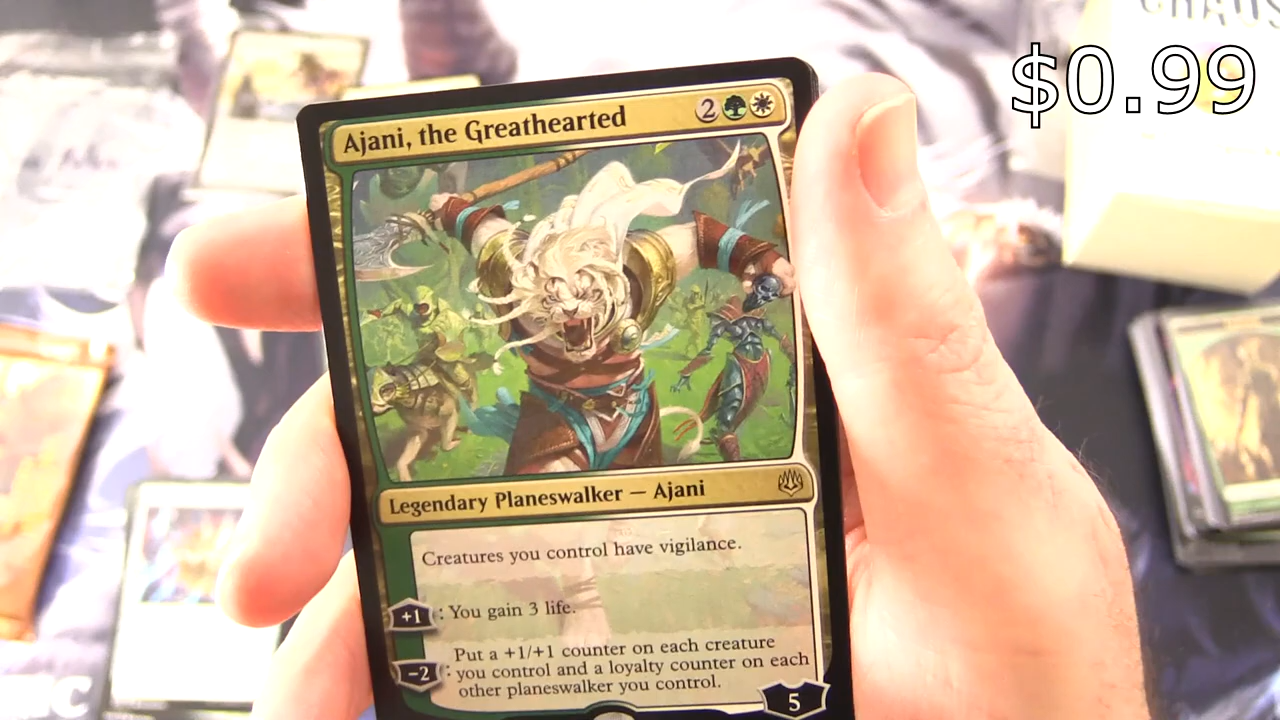 $0.99
Ajani, the Greathearted 2
Legendary Planeswalker — Ajani
Creatures you control have vigilance.
+1 : You gain 3 life.
Put a +1/+1 counter on each creature
-2 : you control and a loyalty counter on each
other planeswalker you control.
5